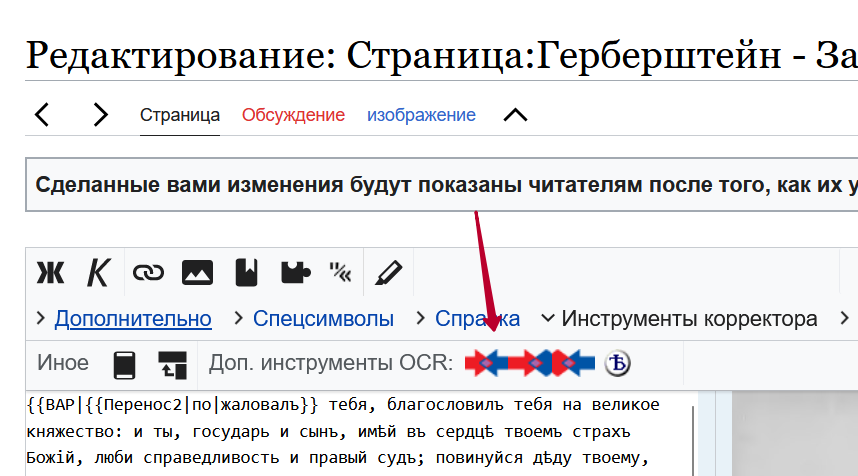 Редактирование: Страница:Герберштейн - За
Страница Обсуждение изображение
Сделанные вами изменения будут показаны читателям после того, как их у
Ж К
Дополнительно Спецсимволы Справка Инструменты корректора
Иное Доп. инструменты OCR: Ѣ
{{ВАР|{{Перенос2|по|жаловалъ}} тебя, благословилъ тебя на великое
княжество: и ты, государь и сынъ, имѣй въ сердцѣ твоемъ страхъ
Божій, люби справедливость и правый судъ; повинуйся дѣду твоему,